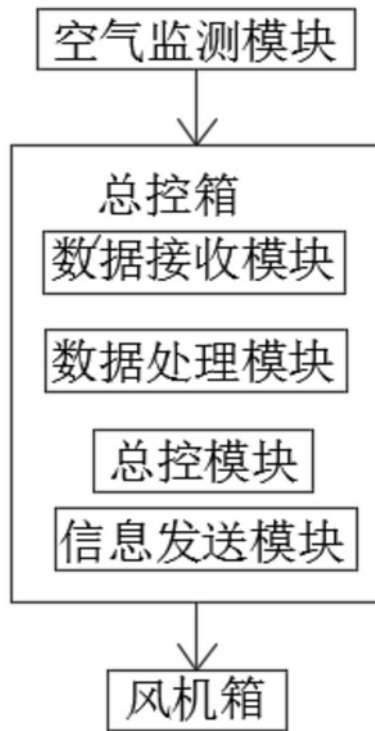 空气监测模块
总控箱
数据接收模块
数据处理模块
总控模块
信息发送模块
风机箱